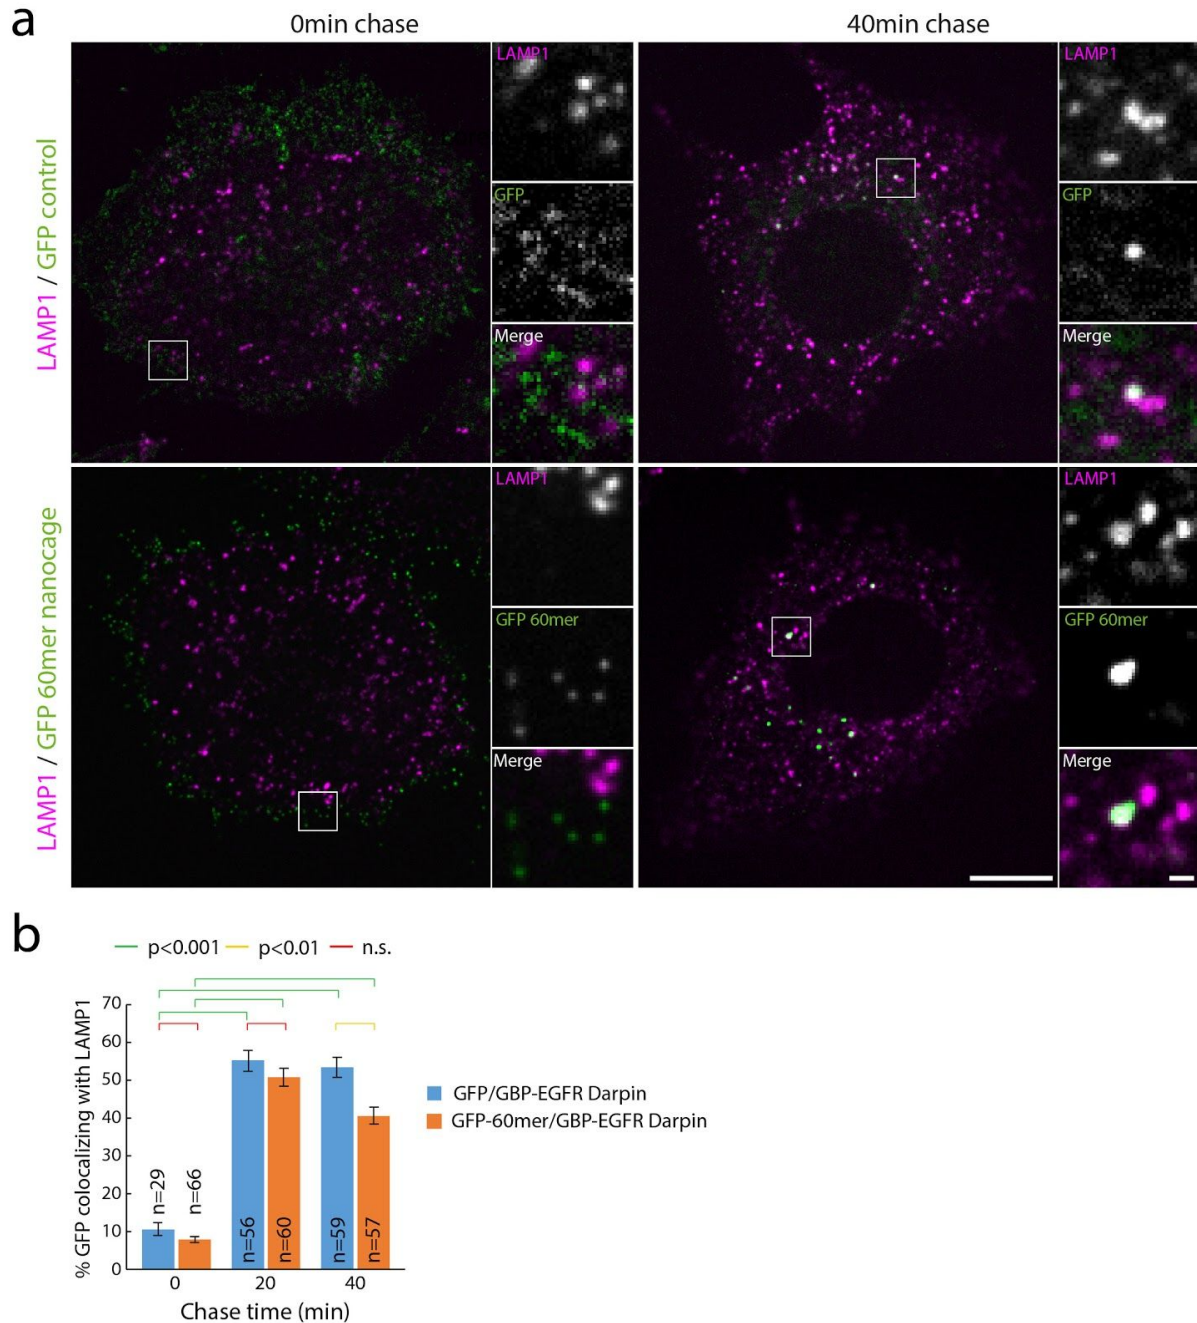 a
0min chase
40min chase
LAMP1 / GFP control
LAMP1
GFP
Merge
LAMP1
GFP
Merge
LAMP1 / GFP 60mer nanocage
LAMP1
GFP 60mer
Merge
LAMP1
GFP 60mer
Merge
b
p<0.001 p<0.01 n.s.
% GFP colocalizing with LAMP1
70
60
50
40
30
20
10
0
n=29
n=66
n=56
n=60
n=59
n=57
0 20 40
Chase time (min)
GFP/GBP-EGFR Darpin
GFP-60mer/GBP-EGFR Darpin